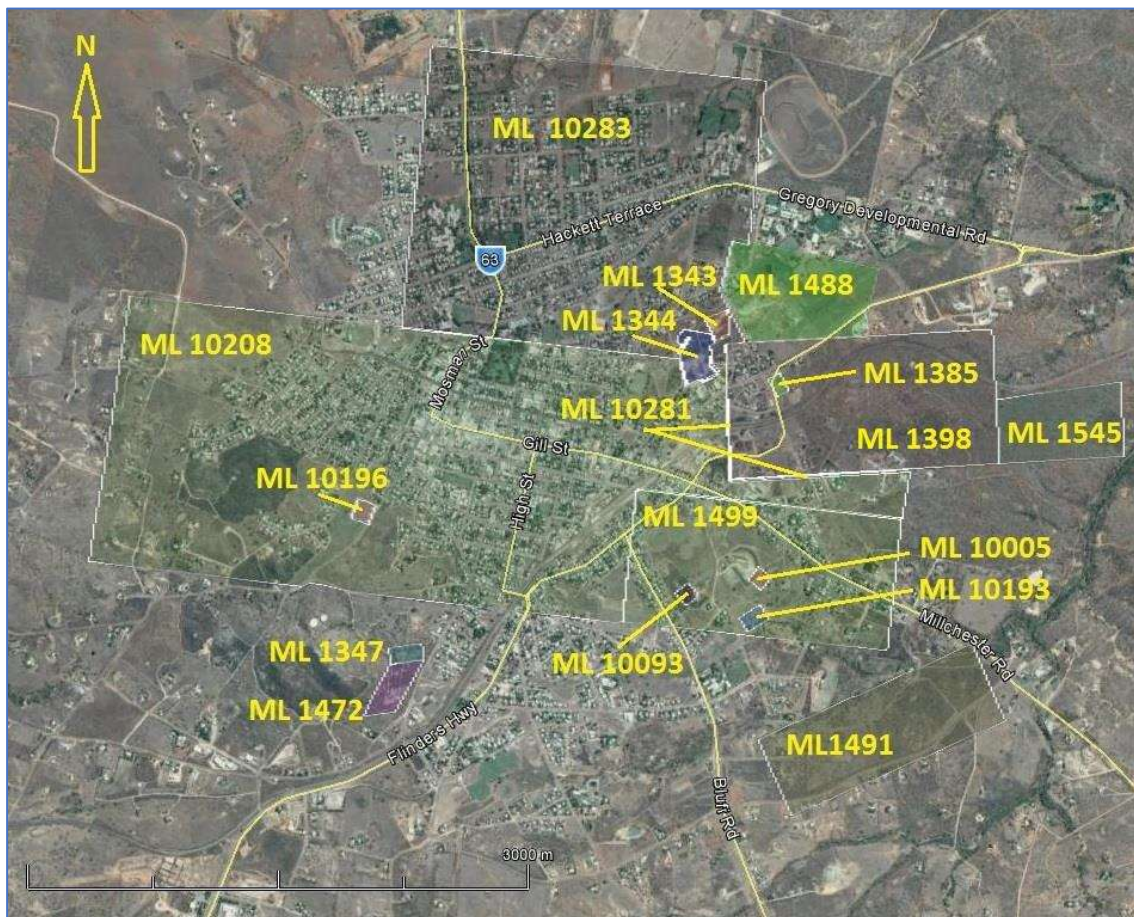 N
ML 10283
Hackett Terrace
Gregory Developmental Rd
63
ML 1343
ML 1488
ML 1344
ML 10208
Mosman St
ML 1385
ML 10281
ML 1398
ML 1545
Gill St
ML 10196
High St
ML 1499
ML 10005
ML 10193
Millchester Rd
ML 1347
ML 10093
ML 1472
Flinders Hwy
ML1491
Bluff Rd
3000 m